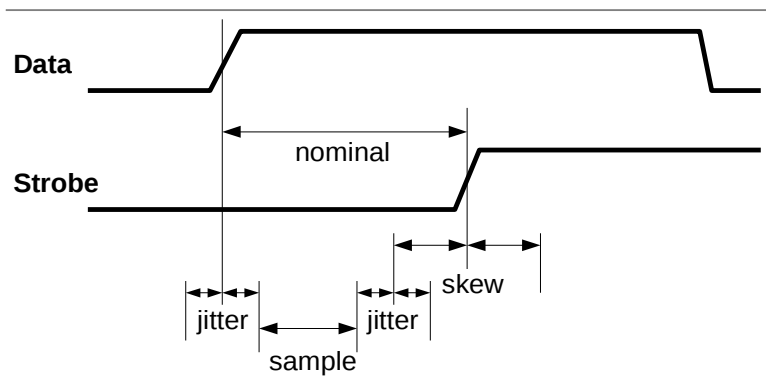 Data
nominal
Strobe
skew
jitter
jitter
sample